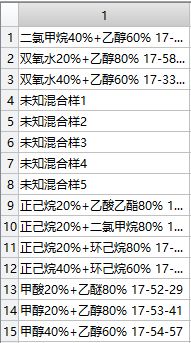 1
1 二氯甲烷40%+乙醇60% 17-...
2 双氧水20%+乙醇80% 17-58...
3 双氧水40%+乙醇60% 17-33...
4 未知混合样1
5 未知混合样2
6 未知混合样3
7 未知混合样4
8 未知混合样5
9 正己烷20%+乙酸乙酯80% 1...
10 正己烷20%+二氯甲烷80% 1...
11 正己烷20%+环己烷80% 17-...
12 正己烷40%+环己烷60% 17-...
13 甲酸20%+乙醚80% 17-52-29
14 甲醇20%+乙醇80% 17-53-41
15 甲醇40%+乙醇60% 17-54-57